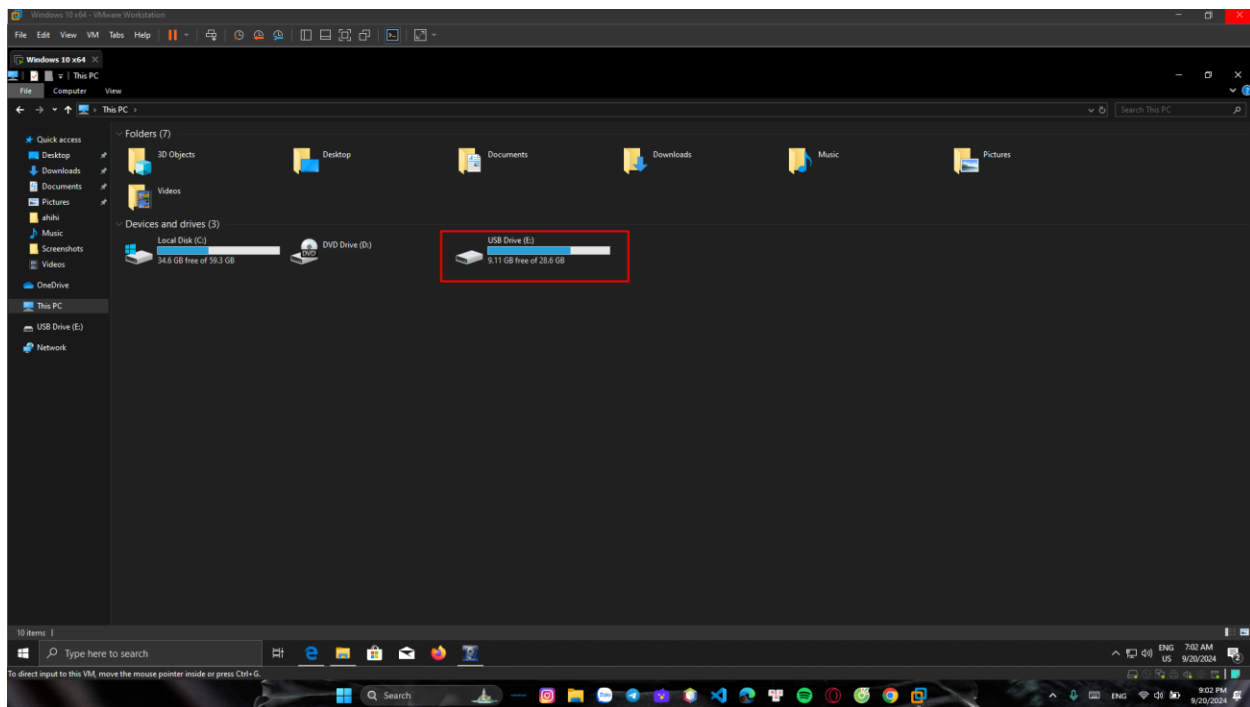 Windows 10 x64 - VMware Workstation
File Edit View VM Tabs Help
Windows 10 x64
This PC
File Computer View
This PC
Search This PC
Quick access
Desktop
Downloads
Documents
Pictures
ahihi
Music
Screenshots
Videos
OneDrive
This PC
USB Drive (E:)
Network
Folders (7)
3D Objects
Desktop
Documents
Downloads
Music
Pictures
Videos
Devices and drives (3)
Local Disk (C:)
34.6 GB free of 59.3 GB
DVD Drive (D:)
DVD
USB Drive (E:)
9.11 GB free of 28.6 GB
10 items
Type here to search
ENG
US
7:02 AM
9/20/2024
To direct input to this VM, move the mouse pointer inside or press Ctrl+G.
Search
Zalo
ENG
9:02 PM
9/20/2024